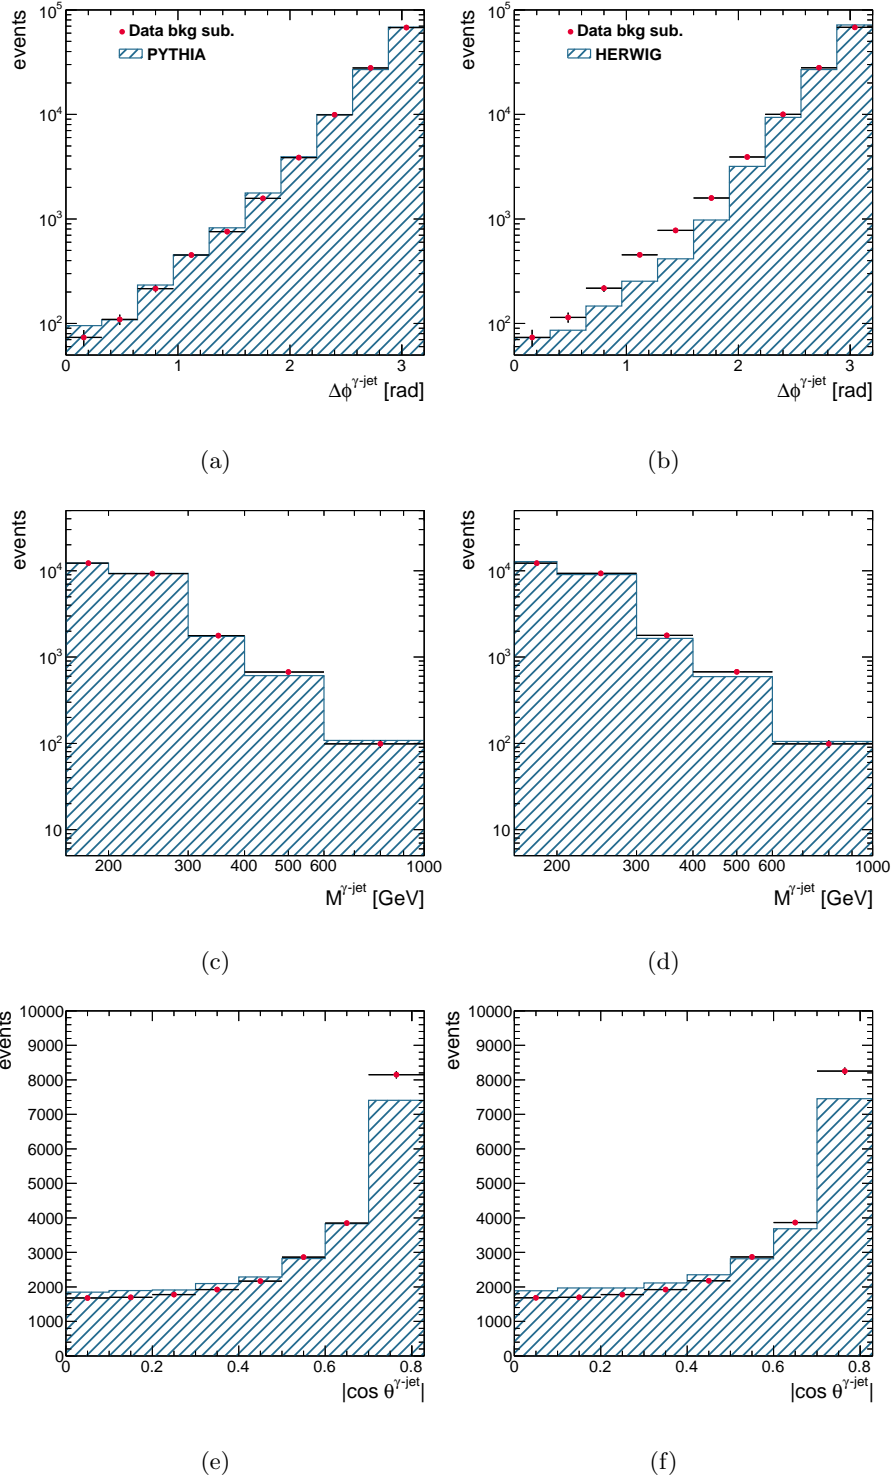 events
10^5
10^4
10^3
10^2
Data bkg sub.
PYTHIA
0 1 2 3
Δϕ^γ-jet [rad]
(a)
events
10^5
10^4
10^3
10^2
Data bkg sub.
HERWIG
0 1 2 3
Δϕ^γ-jet [rad]
(b)
events
10^4
10^3
10^2
10
200 300 400 500 600 1000
M^γ-jet [GeV]
(c)
events
10^4
10^3
10^2
10
200 300 400 500 600 1000
M^γ-jet [GeV]
(d)
events
10000
9000
8000
7000
6000
5000
4000
3000
2000
1000
0
0 0.2 0.4 0.6 0.8
|cos θ^γ-jet|
(e)
events
10000
9000
8000
7000
6000
5000
4000
3000
2000
1000
0
0 0.2 0.4 0.6 0.8
|cos θ^γ-jet|
(f)